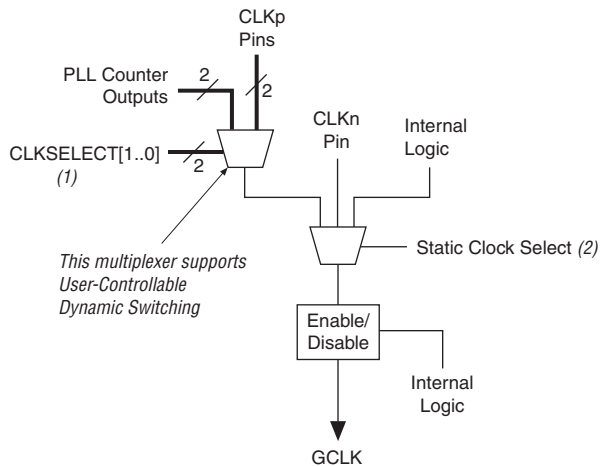 CLKp
Pins
PLL Counter
Outputs
2
2
CLKn
Pin
Internal
Logic
CLKSELECT[1..0]
(1)
2
This multiplexer supports
User-Controllable
Dynamic Switching
Static Clock Select (2)
Enable/
Disable
Internal
Logic
GCLK